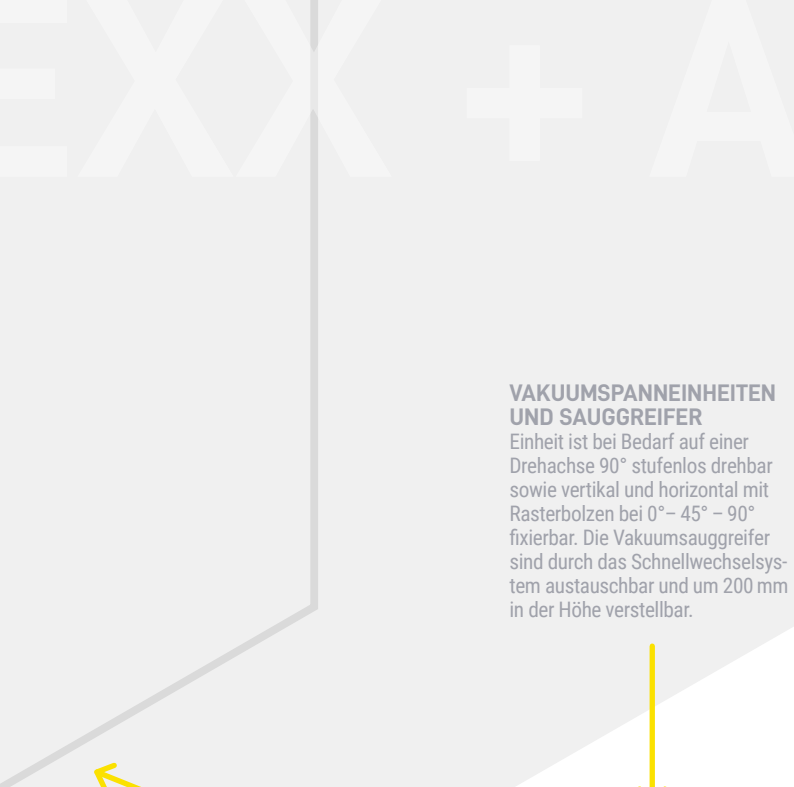 EXX + A
VAKUUMSPANNEINHEITEN
UND SAUGGREIFER
Einheit ist bei Bedarf auf einer
Drehachse 90° stufenlos drehbar
sowie vertikal und horizontal mit
Rasterbolzen bei 0°– 45° – 90°
fixierbar. Die Vakuumsauggreifer
sind durch das Schnellwechselsys-
tem austauschbar und um 200 mm
in der Höhe verstellbar.